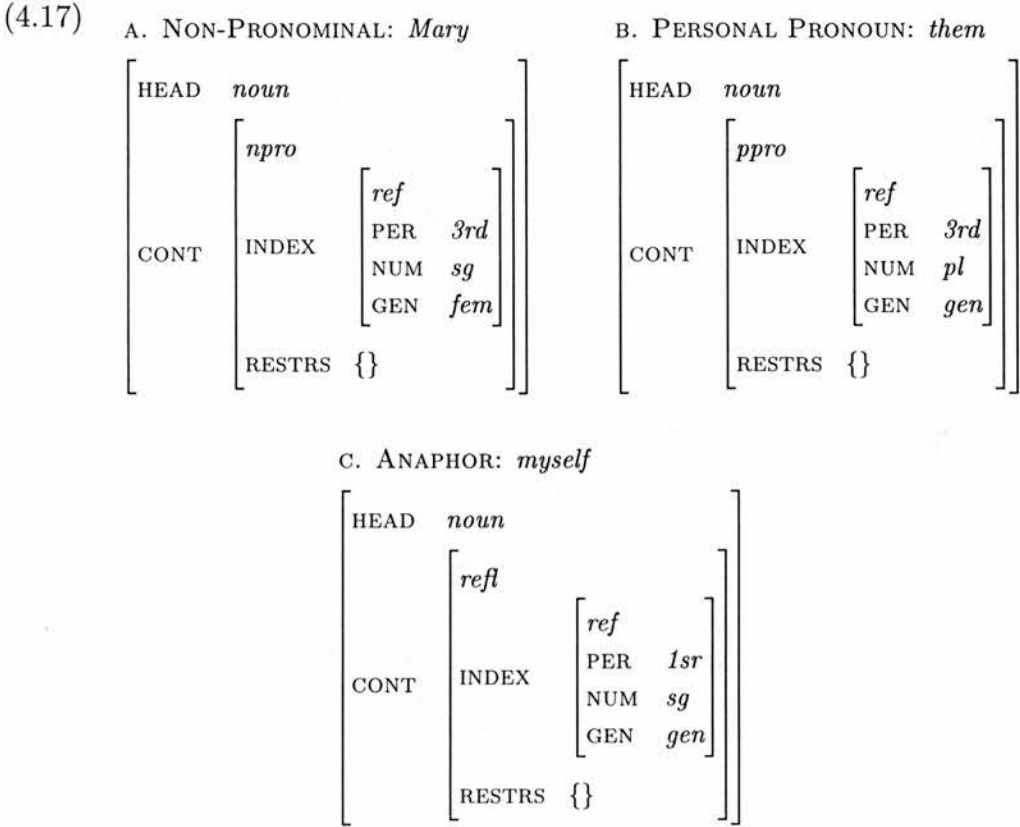 (4.17) A. NON-PRONOMINAL: Mary B. PERSONAL PRONOUN: them
HEAD noun HEAD noun
npro ppro
ref ref
PER 3rd PER 3rd
CONT INDEX NUM sg CONT INDEX NUM pl
GEN fem GEN gen
RESTRS {} RESTRS {}
C. ANAPHOR: myself
HEAD noun
refl
ref
PER 1sr
CONT INDEX NUM sg
GEN gen
RESTRS {}